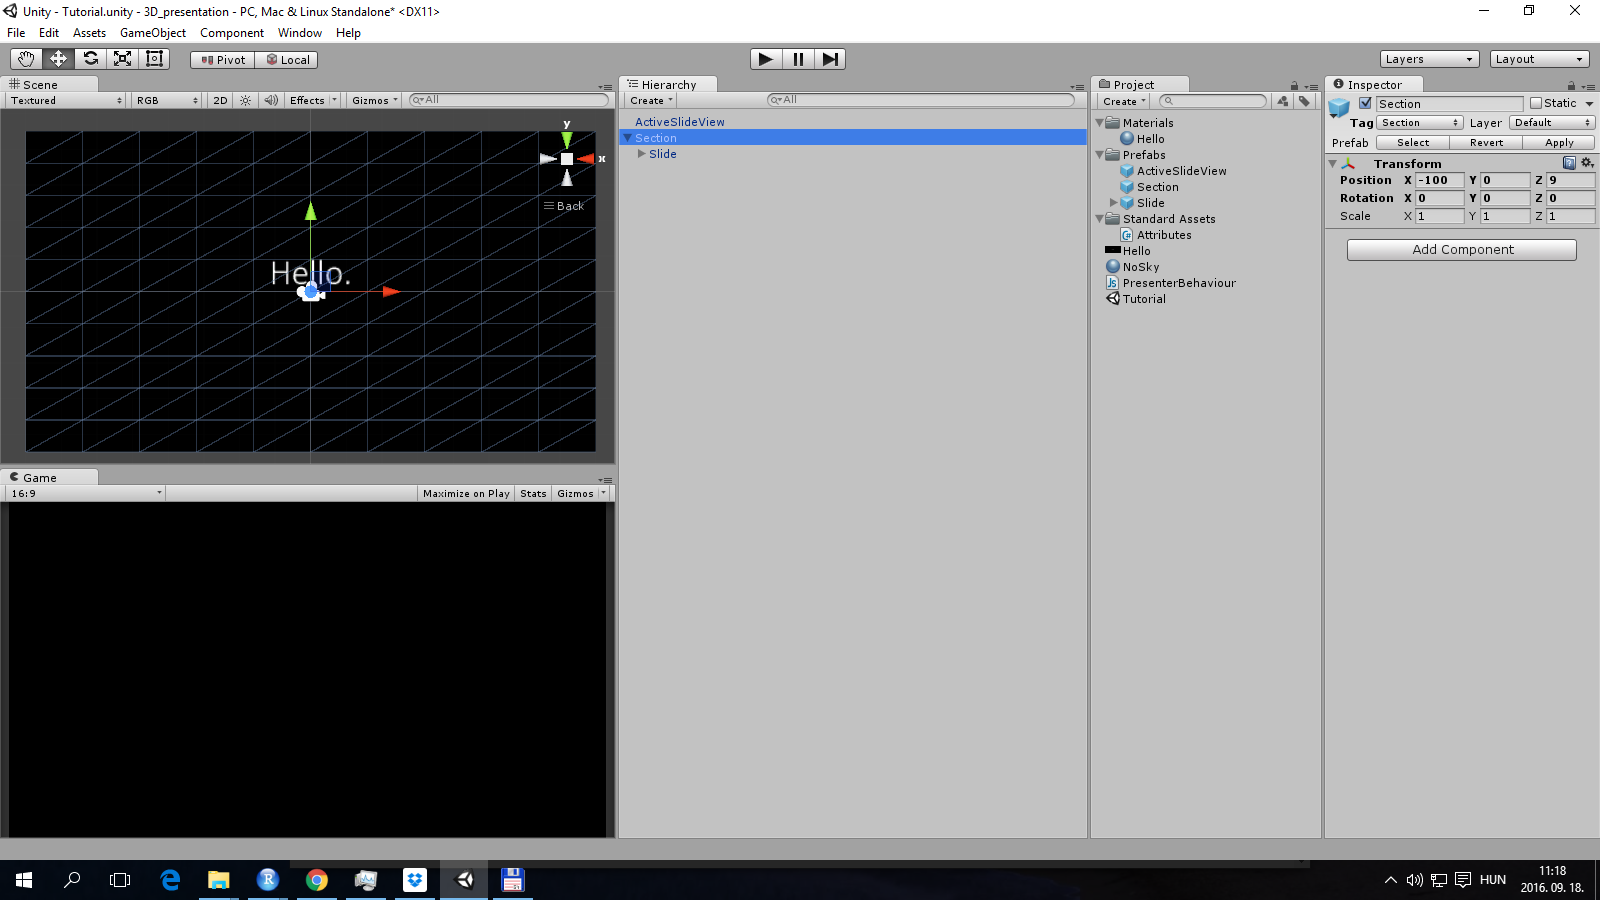 Unity - Tutorial.unity - 3D_presentation - PC, Mac & Linux Standalone* <DX11>
File Edit Assets GameObject Component Window Help
Pivot Local Layers Layout
Scene
Textured RGB 2D Effects Gizmos All
y
x
Back
Hello.
Game
16:9 Maximize on Play Stats Gizmos
Hierarchy
Create All
ActiveSlideView
Section
Slide
Project
Create
Materials
Hello
Prefabs
ActiveSlideView
Section
Slide
Standard Assets
Attributes
Hello
NoSky
PresenterBehaviour
Tutorial
Inspector
Section Static
Tag Section Layer Default
Prefab Select Revert Apply
Transform
Position X -100 Y 0 Z 9
Rotation X 0 Y 0 Z 0
Scale X 1 Y 1 Z 1
Add Component
HUN
11:18
2016. 09. 18.